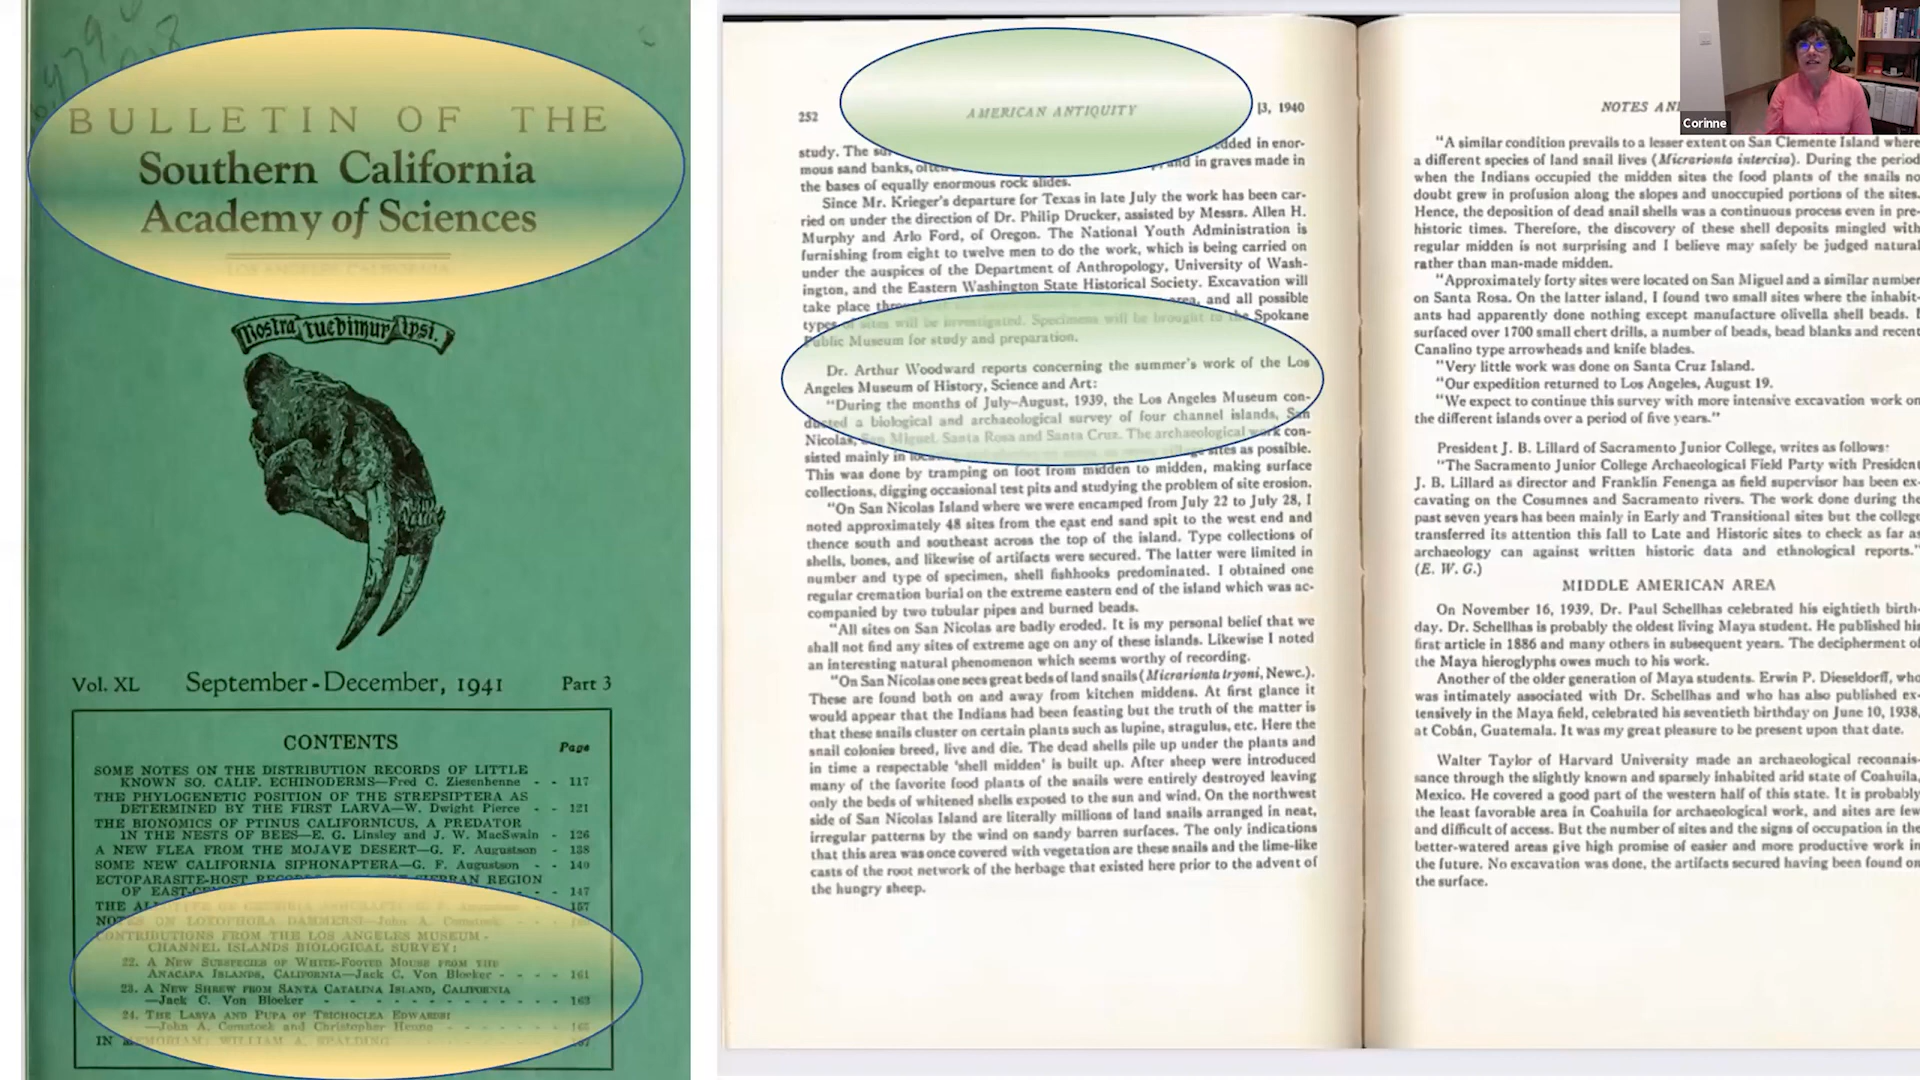 BULLETIN OF THE
Southern California
Academy of Sciences
LOS ANGELES CALIFORNIA
Nostra tuebimur Ipsi.
Vol. XL September-December, 1941 Part 3
CONTENTS
Page
SOME NOTES ON THE DISTRIBUTION RECORDS OF LITTLE
KNOWN SO. CALIF. ECHINODERMS—Fred C. Ziesenhenne - - 117
THE PHYLOGENETIC POSITION OF THE STREPSIPTERA AS
DETERMINED BY THE FIRST LARVA—W. Dwight Pierce - - 121
THE BIONOMICS OF PTINUS CALIFORNICUS, A PREDATOR
IN THE NESTS OF BEES—E. G. Linsley and J. W. MacSwain - 126
A NEW FLEA FROM THE MOJAVE DESERT—G. F. Augustson - 138
SOME NEW CALIFORNIA SIPHONAPTERA—G. F. Augustson - 140
ECTOPARASITE-HOST RECORDS REGION
OF 147
THE 157
NOTES ON LOXOPHORA DAMMERSI—John A. Comstock
CONTRIBUTIONS FROM THE LOS ANGELES MUSEUM-
CHANNEL ISLANDS BIOLOGICAL SURVEY:
22. A New Subspecies of White-Footed Mouse from the
Anacapa Islands, California—Jack C. Von Bloeker - - - - 161
23. A New Shrew from Santa Catalina Island, California
—Jack C. Von Bloeker - - - - - - - - - - 163
24. The Larva and Pupa of Trichoclea Edwardsi
—John A. Comstock and Christopher Henne - - - - - 165
IN MEMORIAM: WILLIAM A. SPALDING
252 AMERICAN ANTIQUITY [3, 1940
study. The in enor-
mous sand banks, and in graves made in
the bases of equally enormous rock slides.
Since Mr. Krieger's departure for Texas in late July the work has been car-
ried on under the direction of Dr. Philip Drucker, assisted by Messrs. Allen H.
Murphy and Arlo Ford, of Oregon. The National Youth Administration is
furnishing from eight to twelve men to do the work, which is being carried on
under the auspices of the Department of Anthropology, University of Wash-
ington, and the Eastern Washington State Historical Society. Excavation will
take place area, and all possible
types of sites will be investigated. Specimens will be brought to the Spokane
Public Museum for study and preparation.
Dr. Arthur Woodward reports concerning the summer's work of the Los
Angeles Museum of History, Science and Art:
"During the months of July–August, 1939, the Los Angeles Museum con-
ducted a biological and archaeological survey of four channel islands, San
Nicolas, San Miguel, Santa Rosa and Santa Cruz. The archaeological work con-
sisted mainly in sites as possible.
This was done by tramping on foot from midden to midden, making surface
collections, digging occasional test pits and studying the problem of site erosion.
"On San Nicolas Island where we were encamped from July 22 to July 28, I
noted approximately 48 sites from the east end sand spit to the west end and
thence south and southeast across the top of the island. Type collections of
shells, bones, and likewise of artifacts were secured. The latter were limited in
number and type of specimen, shell fishhooks predominated. I obtained one
regular cremation burial on the extreme eastern end of the island which was ac-
companied by two tubular pipes and burned beads.
"All sites on San Nicolas are badly eroded. It is my personal belief that we
shall not find any sites of extreme age on any of these islands. Likewise I noted
an interesting natural phenomenon which seems worthy of recording.
"On San Nicolas one sees great beds of land snails (Micrarionta tryoni, Newc.).
These are found both on and away from kitchen middens. At first glance it
would appear that the Indians had been feasting but the truth of the matter is
that these snails cluster on certain plants such as lupine, stragulus, etc. Here the
snail colonies breed, live and die. The dead shells pile up under the plants and
in time a respectable 'shell midden' is built up. After sheep were introduced
many of the favorite food plants of the snails were entirely destroyed leaving
only the beds of whitened shells exposed to the sun and wind. On the northwest
side of San Nicolas Island are literally millions of land snails arranged in neat,
irregular patterns by the wind on sandy barren surfaces. The only indications
that this area was once covered with vegetation are these snails and the lime-like
casts of the root network of the herbage that existed here prior to the advent of
the hungry sheep.
NOTES AN
"A similar condition prevails to a lesser extent on San Clemente Island where
a different species of land snail lives (Micrarionta intercisa). During the period
when the Indians occupied the midden sites the food plants of the snails no
doubt grew in profusion along the slopes and unoccupied portions of the sites.
Hence, the deposition of dead snail shells was a continuous process even in pre-
historic times. Therefore, the discovery of these shell deposits mingled with
regular midden is not surprising and I believe may safely be judged natural
rather than man-made midden.
"Approximately forty sites were located on San Miguel and a similar number
on Santa Rosa. On the latter island, I found two small sites where the inhabit-
ants had apparently done nothing except manufacture olivella shell beads. I
surfaced over 1700 small chert drills, a number of beads, bead blanks and recent
Canalino type arrowheads and knife blades.
"Very little work was done on Santa Cruz Island.
"Our expedition returned to Los Angeles, August 19.
"We expect to continue this survey with more intensive excavation work on
the different islands over a period of five years."
President J. B. Lillard of Sacramento Junior College, writes as follows:
"The Sacramento Junior College Archaeological Field Party with President
J. B. Lillard as director and Franklin Fenenga as field supervisor has been ex-
cavating on the Cosumnes and Sacramento rivers. The work done during the
past seven years has been mainly in Early and Transitional sites but the college
transferred its attention this fall to Late and Historic sites to check as far as
archaeology can against written historic data and ethnological reports."
(E. W. G.)
MIDDLE AMERICAN AREA
On November 16, 1939, Dr. Paul Schellhas celebrated his eightieth birth-
day. Dr. Schellhas is probably the oldest living Maya student. He published his
first article in 1886 and many others in subsequent years. The decipherment of
the Maya hieroglyphs owes much to his work.
Another of the older generation of Maya students. Erwin P. Dieseldorff, who
was intimately associated with Dr. Schellhas and who has also published ex-
tensively in the Maya field, celebrated his seventieth birthday on June 10, 1938,
at Cobán, Guatemala. It was my great pleasure to be present upon that date.
Walter Taylor of Harvard University made an archaeological reconnais-
sance through the slightly known and sparsely inhabited arid state of Coahuila,
Mexico. He covered a good part of the western half of this state. It is probably
the least favorable area in Coahuila for archaeological work, and sites are few
and difficult of access. But the number of sites and the signs of occupation in the
better-watered areas give high promise of easier and more productive work in
the future. No excavation was done, the artifacts secured having been found on
the surface.
Corinne